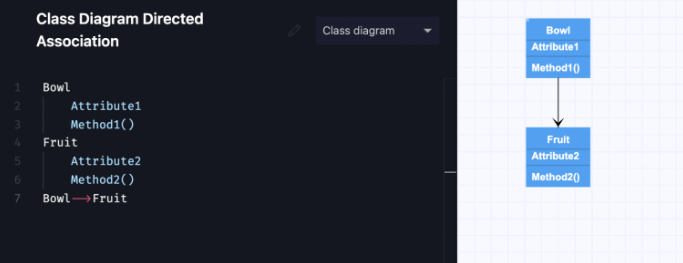 Class Diagram Directed
Association
Class diagram
1 Bowl
2 Attribute1
3 Method1()
4 Fruit
5 Attribute2
6 Method2()
7 Bowl-->Fruit
Bowl
Attribute1
Method1()
Fruit
Attribute2
Method2()